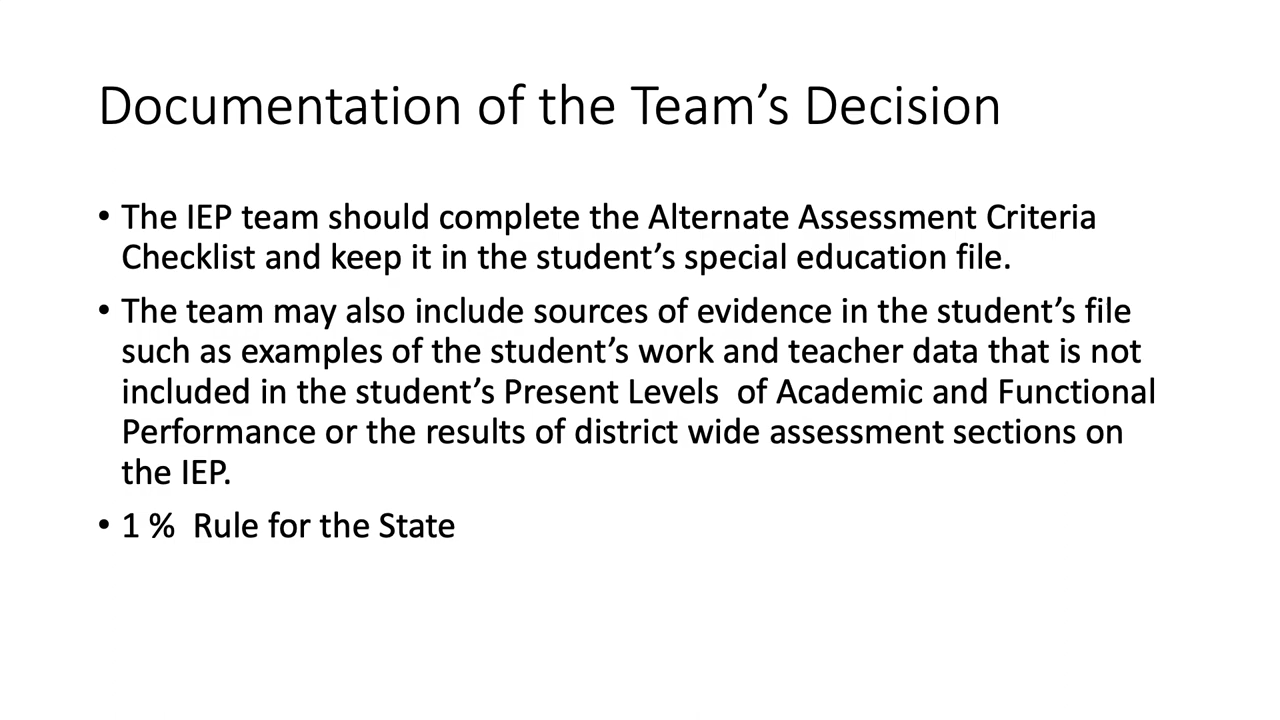 Documentation of the Team’s Decision
• The IEP team should complete the Alternate Assessment Criteria
Checklist and keep it in the student’s special education file.
• The team may also include sources of evidence in the student’s file
such as examples of the student’s work and teacher data that is not
included in the student’s Present Levels  of Academic and Functional
Performance or the results of district wide assessment sections on
the IEP.
• 1 %  Rule for the State